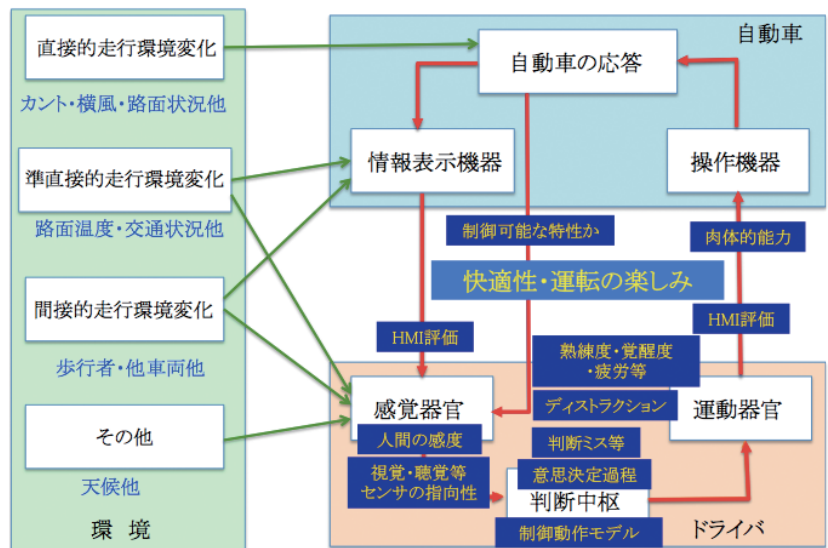 直接的走行環境変化
カント・横風・路面状況他
準直接的走行環境変化
路面温度・交通状況他
間接的走行環境変化
歩行者・他車両他
その他
天候他
環 境
自動車
自動車の応答
情報表示機器
操作機器
制御可能な特性か
肉体的能力
快適性・運転の楽しみ
HMI評価
HMI評価
熟練度・覚醒度
・疲労等
感覚器官
ディストラクション
運動器官
人間の感度
判断ミス等
視覚・聴覚等
センサの指向性
意思決定過程
判断中枢
制御動作モデル
ドライバ